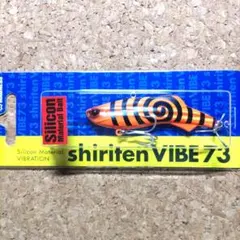 Silicon
Material Bait
Silicon Material
VIBRATION
shiriten VIBE 73